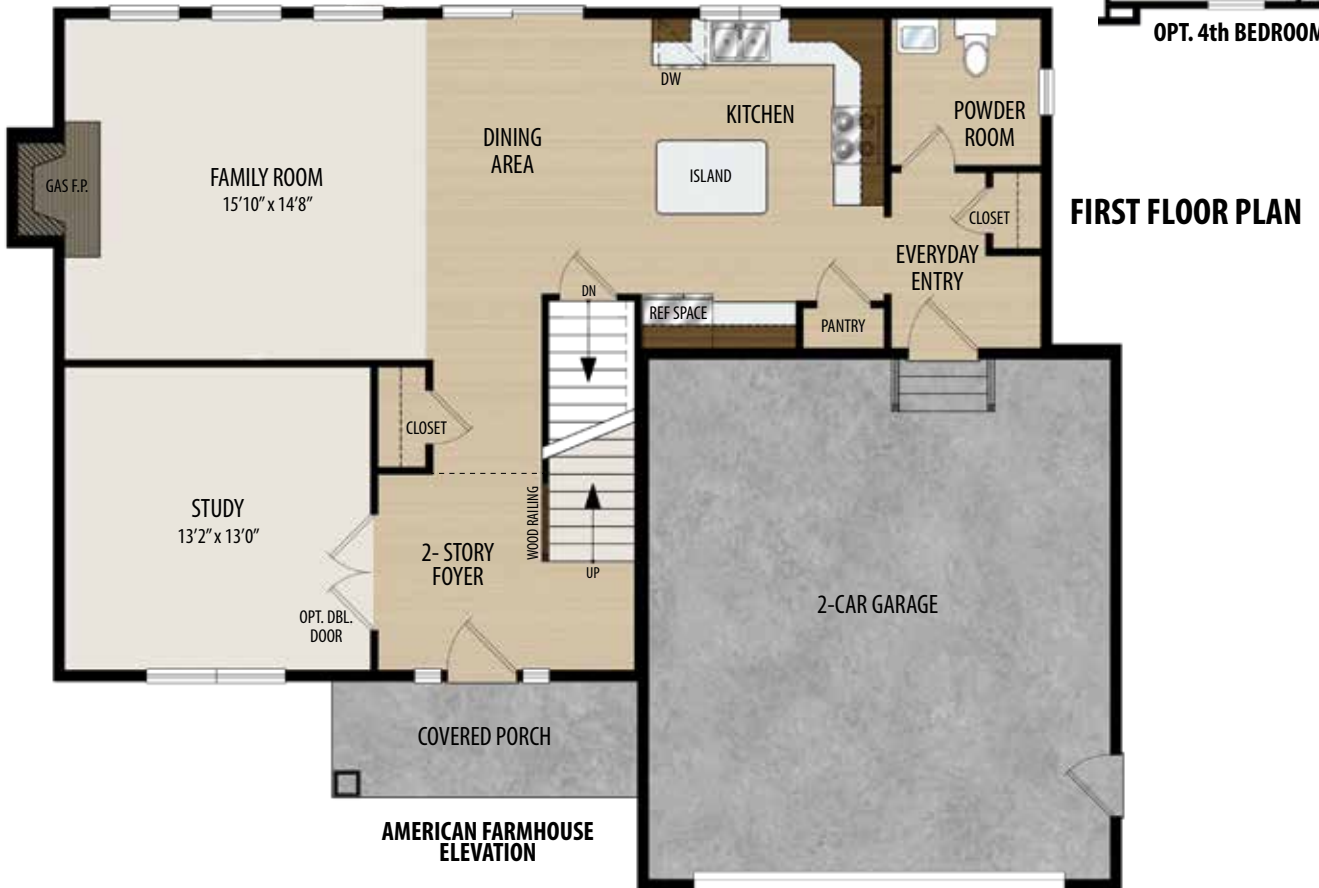 OPT. 4th BEDROOM
DW
KITCHEN
POWDER
ROOM
DINING
AREA
GAS F.P.
FAMILY ROOM
15'10" x 14'8"
ISLAND
CLOSET
FIRST FLOOR PLAN
EVERYDAY
ENTRY
DN
REF SPACE
PANTRY
CLOSET
STUDY
13'2" x 13'0"
WOOD RAILING
2- STORY
FOYER
UP
OPT. DBL.
DOOR
2-CAR GARAGE
COVERED PORCH
AMERICAN FARMHOUSE
ELEVATION